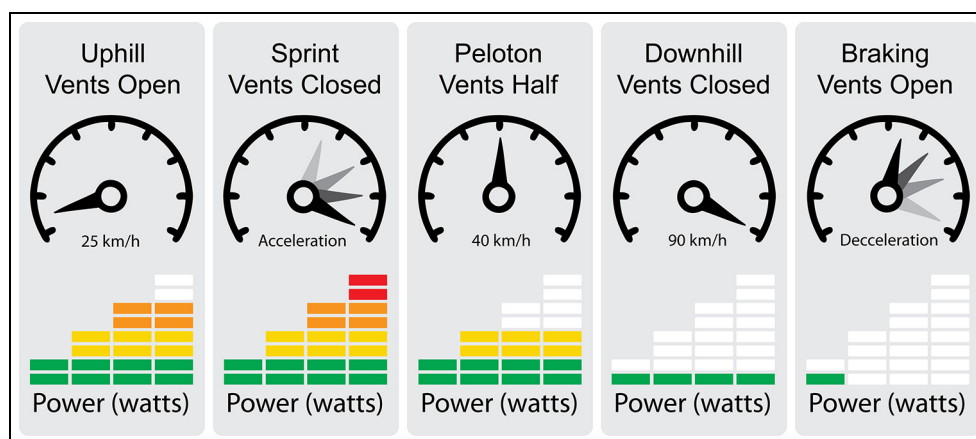 Uphill
Vents Open
25 km/h
Power (watts)
Sprint
Vents Closed
Acceleration
Power (watts)
Peloton
Vents Half
40 km/h
Power (watts)
Downhill
Vents Closed
90 km/h
Power (watts)
Braking
Vents Open
Decceleration
Power (watts)